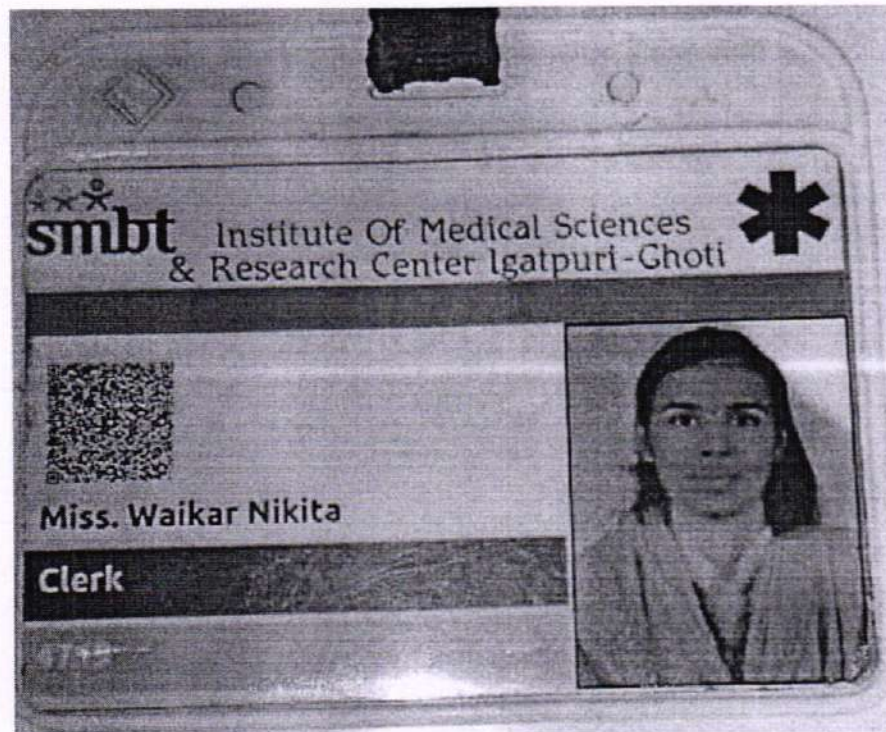 smbt Institute Of Medical Sciences
& Research Center Igatpuri-Ghoti
Miss. Waikar Nikita
Clerk